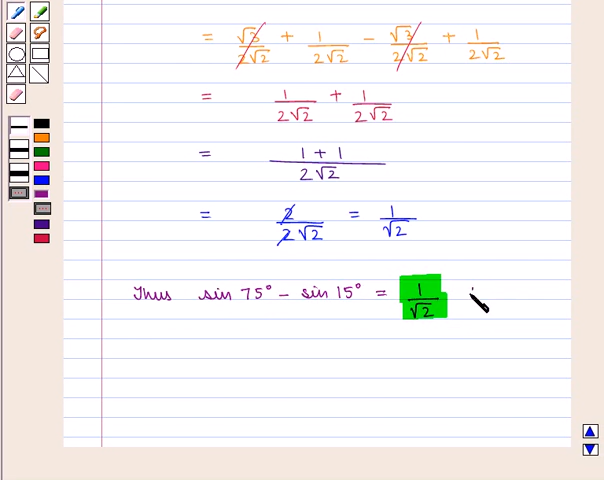 = √3/2√2 + 1/2√2 − √3/2√2 + 1/2√2
= 1/2√2 + 1/2√2
= 1 + 1/2√2
= 2/2√2 = 1/√2
Thus sin 75° − sin 15° = 1/√2